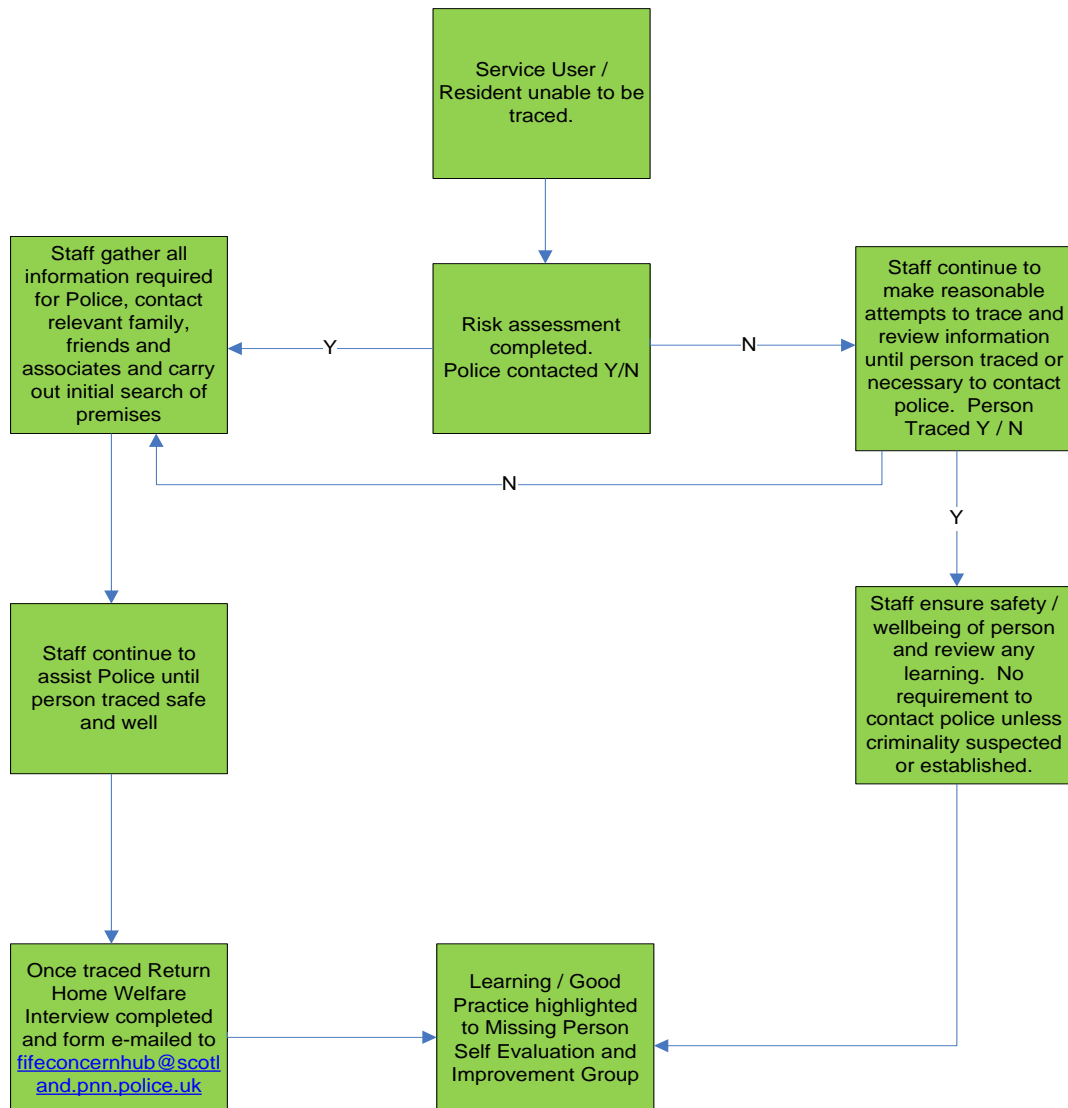 Service User /
Resident unable to be
traced.
Staff gather all
information required
for Police, contact
relevant family,
friends and
associates and carry
out initial search of
premises
Y
Risk assessment
completed.
Police contacted Y/N
N
Staff continue to
make reasonable
attempts to trace and
review information
until person traced or
necessary to contact
police.  Person
Traced Y / N
N
Y
Staff continue to
assist Police until
person traced safe
and well
Staff ensure safety /
wellbeing of person
and review any
learning.  No
requirement to
contact police unless
criminality suspected
or established.
Once traced Return
Home Welfare
Interview completed
and form e-mailed to
fifeconcernhub@scotl
and.pnn.police.uk
Learning / Good
Practice highlighted
to Missing Person
Self Evaluation and
Improvement Group